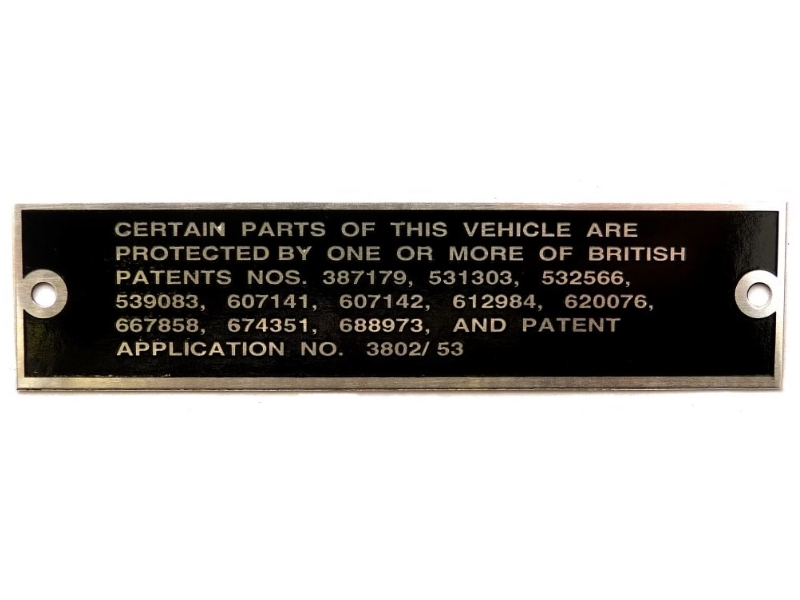 CERTAIN PARTS OF THIS VEHICLE ARE
PROTECTED BY ONE OR MORE OF BRITISH
PATENTS NOS. 387179, 531303, 532566,
539083, 607141, 607142, 612984, 620076,
667858, 674351, 688973, AND PATENT
APPLICATION NO. 3802/53